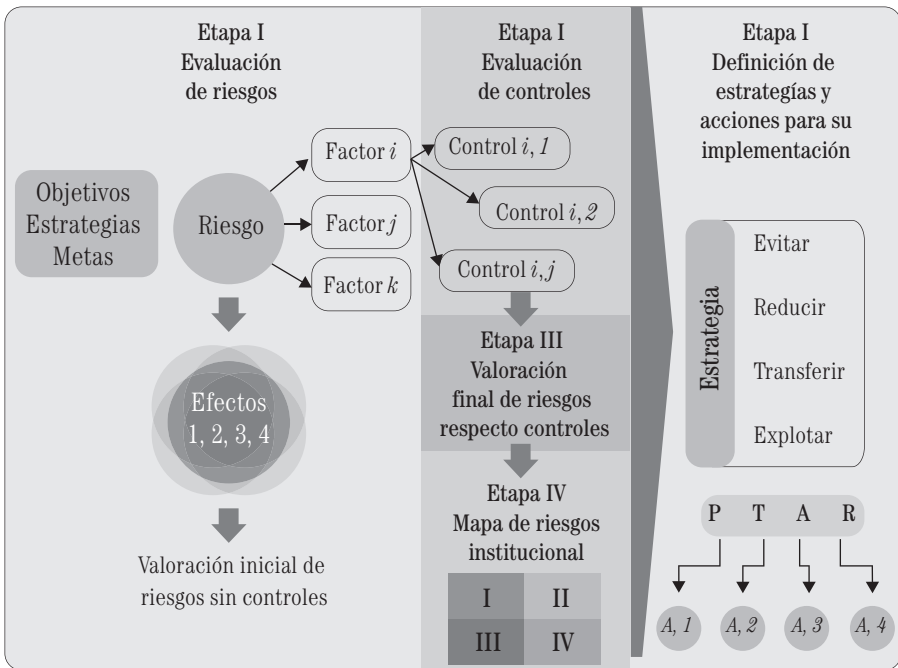 Etapa I
Evaluación
de riesgos
Objetivos
Estrategias
Metas
Riesgo
Factor i
Factor j
Factor k
Efectos
1, 2, 3, 4
Valoración inicial de
riesgos sin controles
Etapa I
Evaluación
de controles
Control i, 1
Control i, 2
Control i, j
Etapa III
Valoración
final de riesgos
respecto controles
Etapa IV
Mapa de riesgos
institucional
I II
III IV
Etapa I
Definición de
estrategías y
acciones para su
implementación
Estrategia
Evitar
Reducir
Transferir
Explotar
P T A R
A, 1 A, 2 A, 3 A, 4